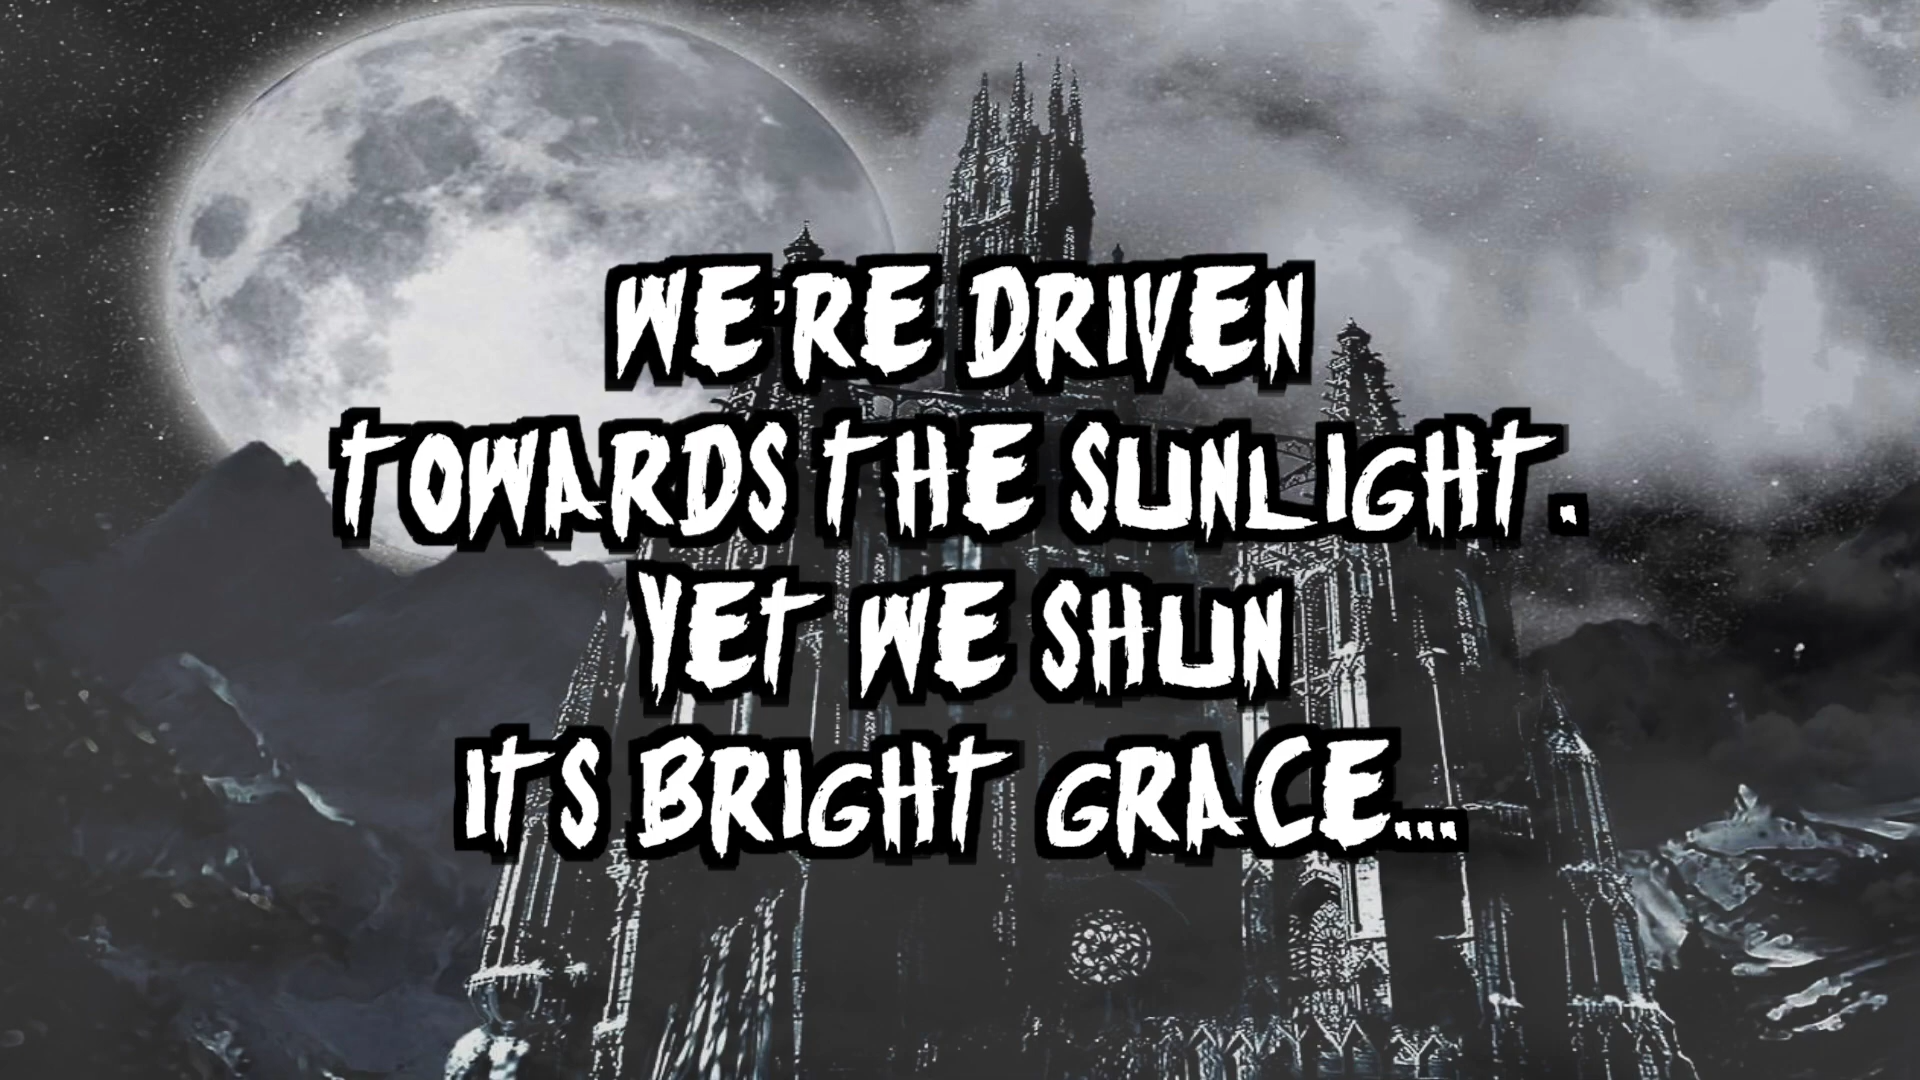 WE'RE DRIVEN
TOWARDS THE SUNLIGHT.
YET WE SHUN
ITS BRIGHT GRACE...